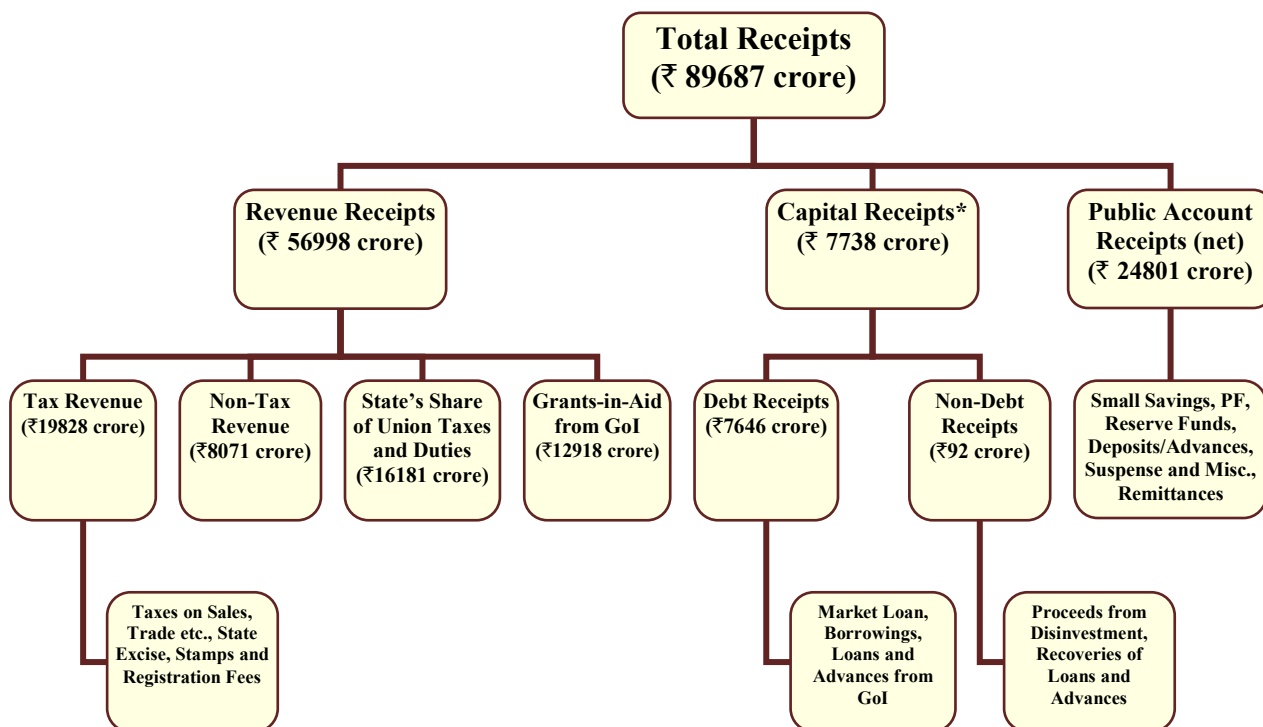 Total Receipts
(₹ 89687 crore)
Revenue Receipts
(₹ 56998 crore)
Capital Receipts*
(₹ 7738 crore)
Public Account
Receipts (net)
(₹ 24801 crore)
Tax Revenue
(₹19828 crore)
Non-Tax
Revenue
(₹8071 crore)
State’s Share
of Union Taxes
and Duties
(₹16181 crore)
Grants-in-Aid
from GoI
(₹12918 crore)
Debt Receipts
(₹7646 crore)
Non-Debt
Receipts
(₹92 crore)
Small Savings, PF,
Reserve Funds,
Deposits/Advances,
Suspense and Misc.,
Remittances
Taxes on Sales,
Trade etc., State
Excise, Stamps and
Registration Fees
Market Loan,
Borrowings,
Loans and
Advances from
GoI
Proceeds from
Disinvestment,
Recoveries of
Loans and
Advances